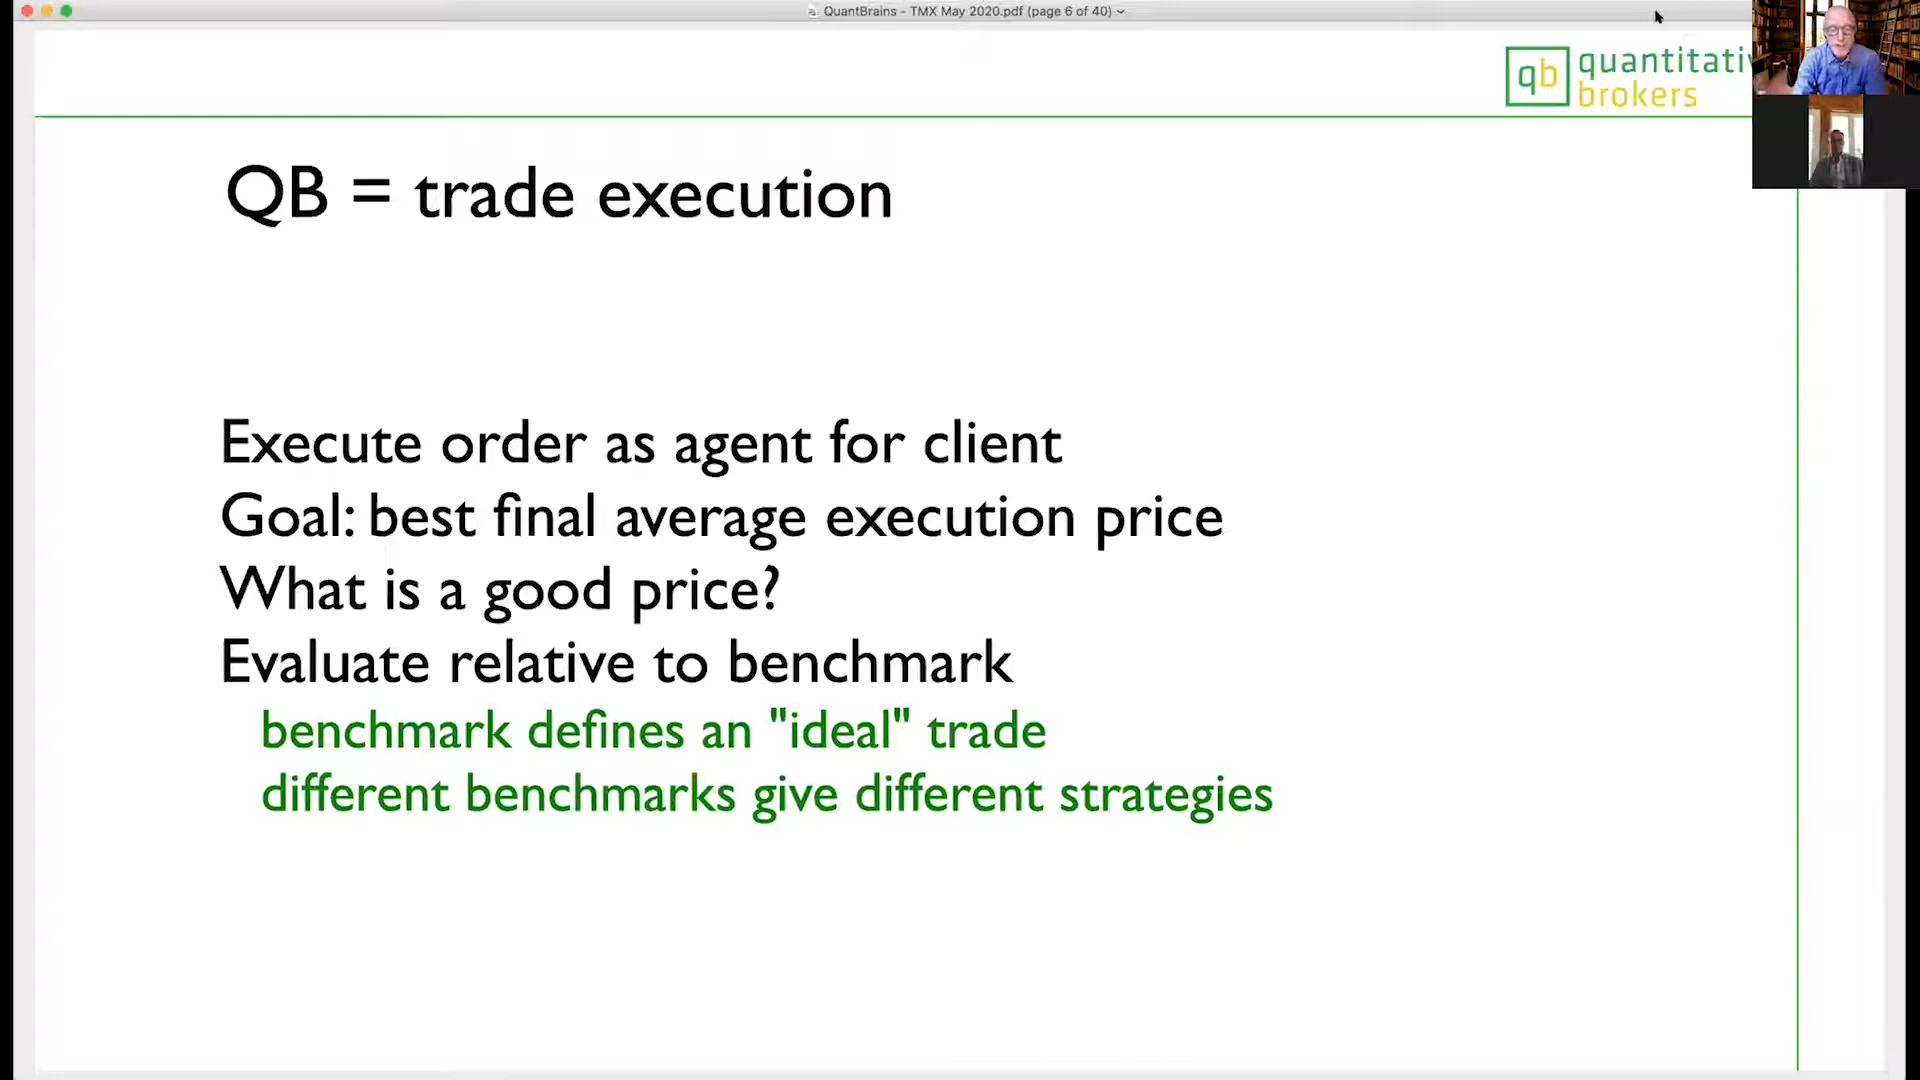 QuantBrains - TMX May 2020.pdf (page 6 of 40)
qb quantitati
brokers
QB = trade execution
Execute order as agent for client
Goal: best final average execution price
What is a good price?
Evaluate relative to benchmark
benchmark defines an "ideal" trade
different benchmarks give different strategies